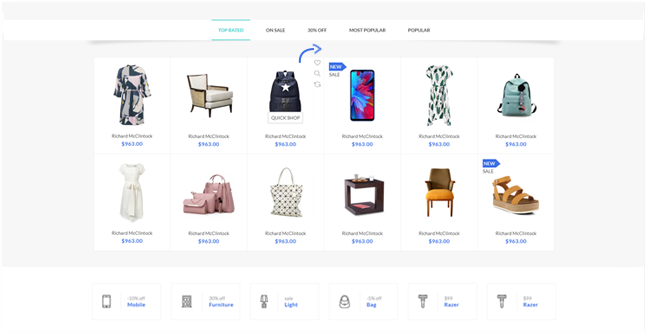 TOP RATED
ON SALE
30% OFF
MOST POPULAR
POPULAR
NEW
SALE
QUICK SHOP
Richard McClintock
$963.00
Richard McClintock
$963.00
Richard McClintock
$963.00
Richard McClintock
$963.00
Richard McClintock
$963.00
Richard McClintock
$963.00
NEW
SALE
Richard McClintock
$963.00
Richard McClintock
$963.00
Richard McClintock
$963.00
Richard McClintock
$963.00
Richard McClintock
$963.00
Richard McClintock
$963.00
-10% off
Mobile
20% off
Furniture
sale
Light
-5% off
Bag
$99
Razer
$99
Razer